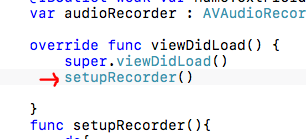 var audioRecorder : AVAudioRecor
override func viewDidLoad() {
super.viewDidLoad()
setupRecorder()
}
func setupRecorder(){